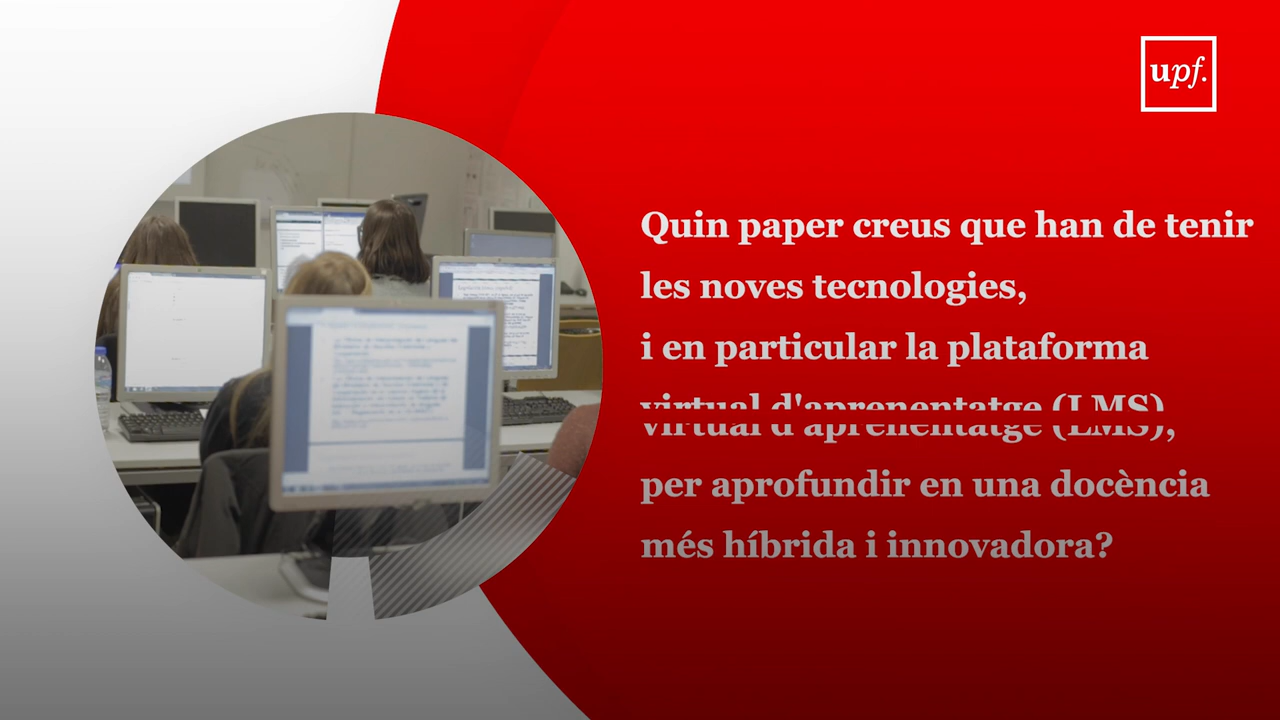 upf.
Quin paper creus que han de tenir
les noves tecnologies,
i en particular la plataforma
virtual d'aprenentatge (LMS),
per aprofundir en una docència
més híbrida i innovadora?